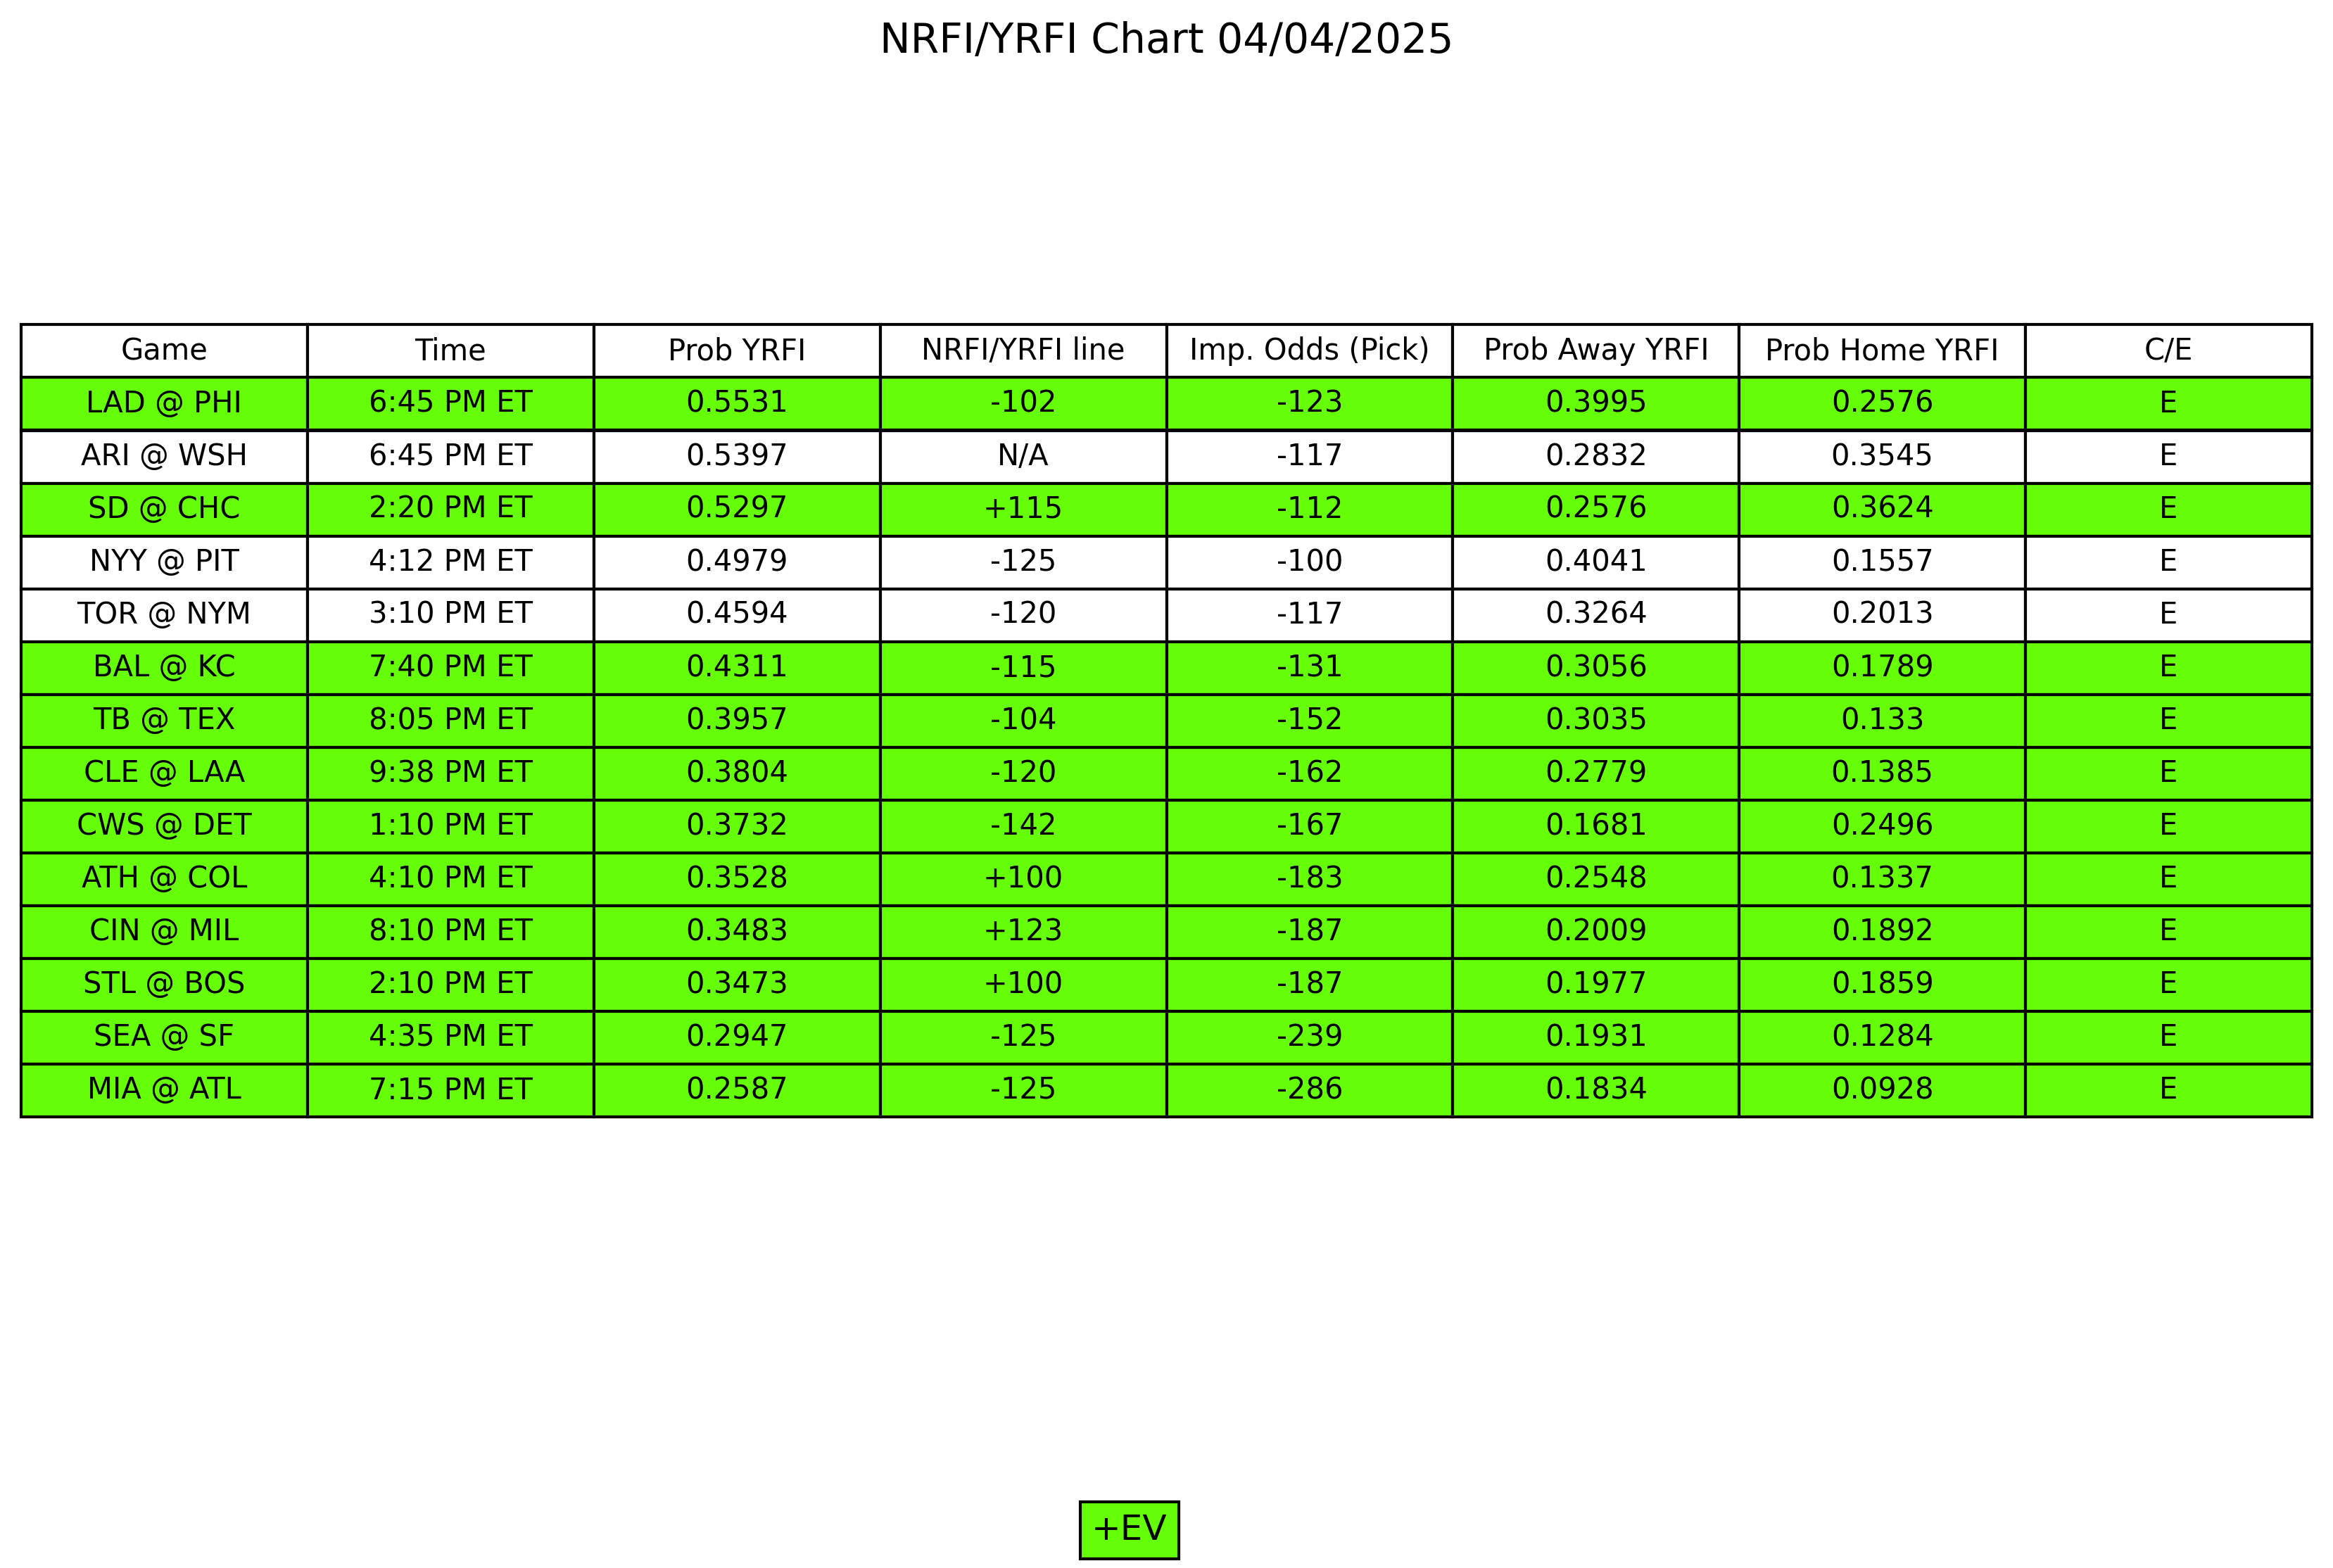 NRFI/YRFI Chart 04/04/2025
Game Time Prob YRFI NRFI/YRFI line Imp. Odds (Pick) Prob Away YRFI Prob Home YRFI C/E
LAD @ PHI 6:45 PM ET 0.5531 -102 -123 0.3995 0.2576 E
ARI @ WSH 6:45 PM ET 0.5397 N/A -117 0.2832 0.3545 E
SD @ CHC 2:20 PM ET 0.5297 +115 -112 0.2576 0.3624 E
NYY @ PIT 4:12 PM ET 0.4979 -125 -100 0.4041 0.1557 E
TOR @ NYM 3:10 PM ET 0.4594 -120 -117 0.3264 0.2013 E
BAL @ KC 7:40 PM ET 0.4311 -115 -131 0.3056 0.1789 E
TB @ TEX 8:05 PM ET 0.3957 -104 -152 0.3035 0.133 E
CLE @ LAA 9:38 PM ET 0.3804 -120 -162 0.2779 0.1385 E
CWS @ DET 1:10 PM ET 0.3732 -142 -167 0.1681 0.2496 E
ATH @ COL 4:10 PM ET 0.3528 +100 -183 0.2548 0.1337 E
CIN @ MIL 8:10 PM ET 0.3483 +123 -187 0.2009 0.1892 E
STL @ BOS 2:10 PM ET 0.3473 +100 -187 0.1977 0.1859 E
SEA @ SF 4:35 PM ET 0.2947 -125 -239 0.1931 0.1284 E
MIA @ ATL 7:15 PM ET 0.2587 -125 -286 0.1834 0.0928 E
+EV